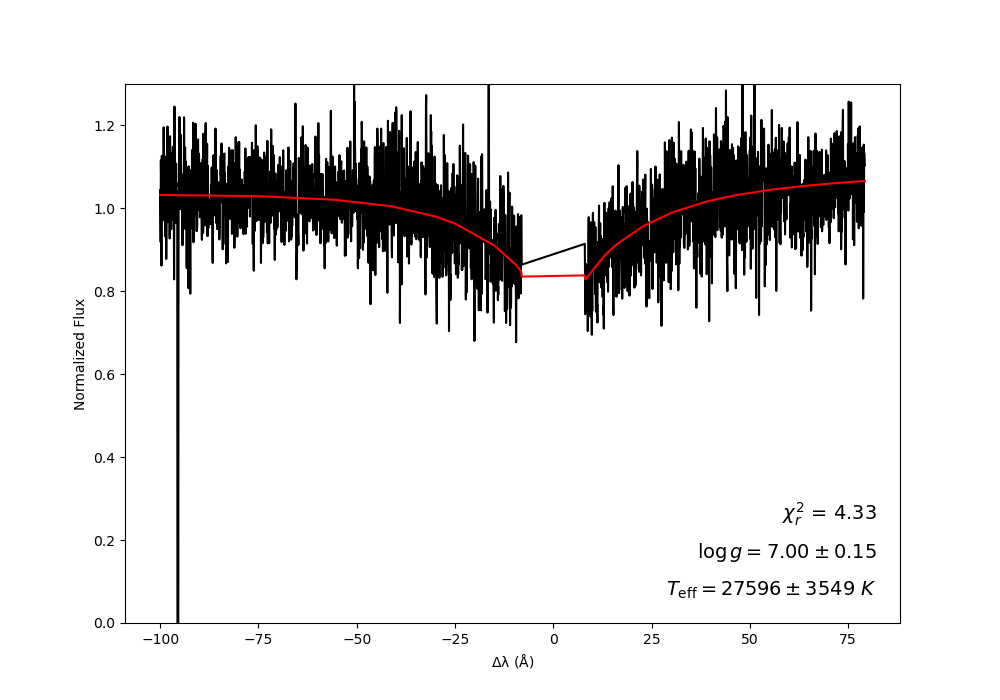 1.2
1.0
0.8
0.6
0.4
0.2
0.0
Normalized Flux
χ²ᵣ = 4.33
log g = 7.00 ± 0.15
T_eff = 27596 ± 3549 K
−100 −75 −50 −25 0 25 50 75
Δλ (Å)